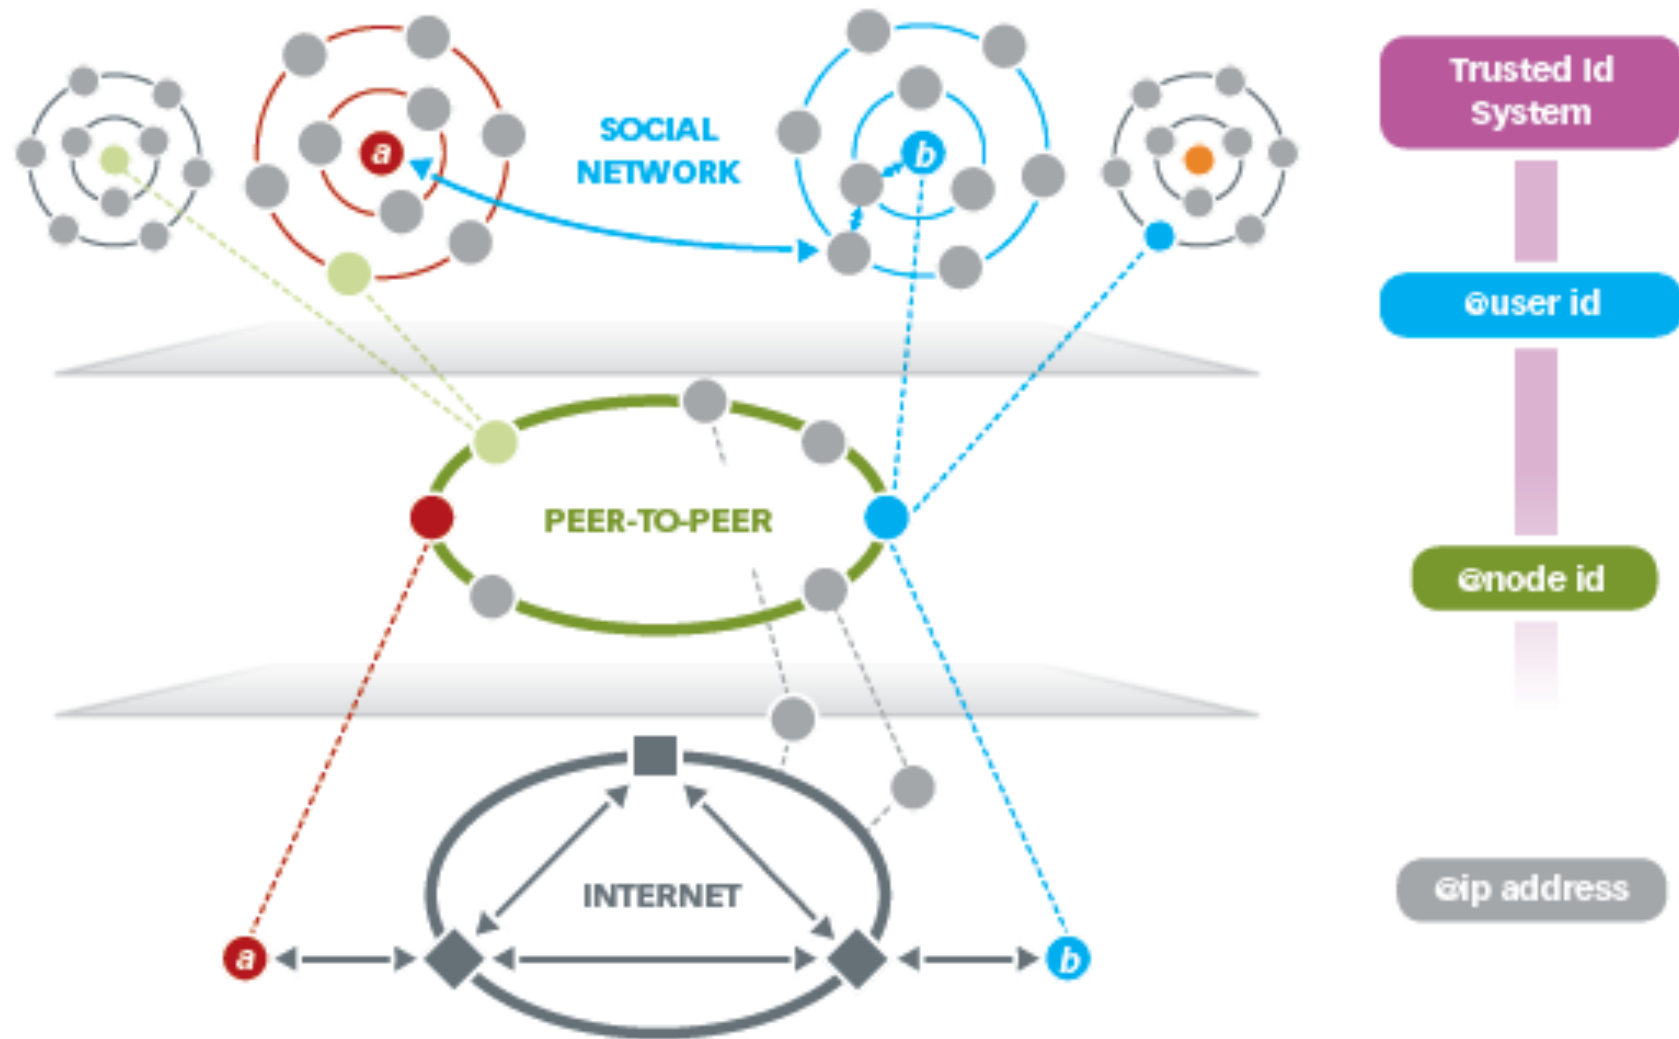 a
SOCIAL
NETWORK
b
Trusted Id
System
@user id
PEER-TO-PEER
@node id
INTERNET
@ip address
a
b